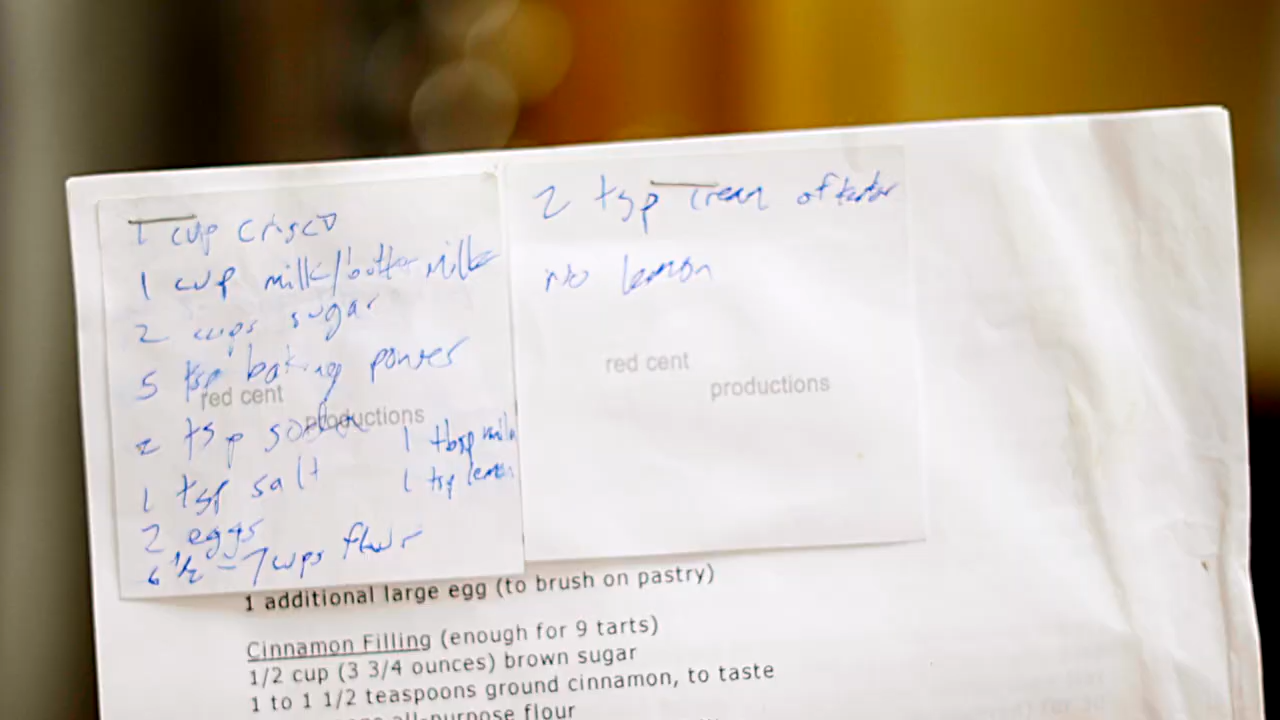 1 cup crisco
1 cup milk/buttermilk
2 cups sugar
5 tsp baking power
red cent
productions
2 tsp soda
1 tbsp milk
1 tsp salt
1 tsp lemon
2 eggs
6 1/2 - 7 cups flour
2 tsp cream of tartar
no lemon
red cent
productions
1 additional large egg (to brush on pastry)
Cinnamon Filling (enough for 9 tarts)
1/2 cup (3 3/4 ounces) brown sugar
1 to 1 1/2 teaspoons ground cinnamon, to taste
all-purpose flour